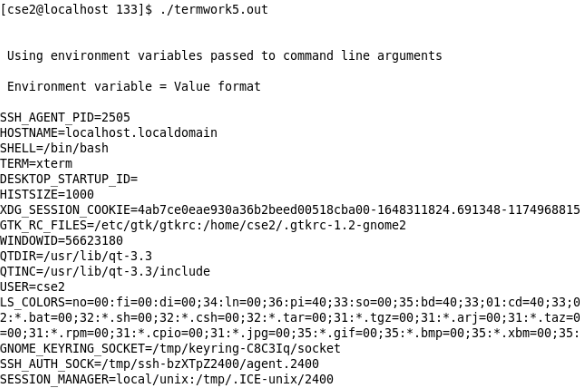 [cse2@localhost 133]$ ./termwork5.out
Using environment variables passed to command line arguments
Environment variable = Value format
SSH_AGENT_PID=2505
HOSTNAME=localhost.localdomain
SHELL=/bin/bash
TERM=xterm
DESKTOP_STARTUP_ID=
HISTSIZE=1000
XDG_SESSION_COOKIE=4ab7ce0eae930a36b2beed00518cba00-1648311824.691348-1174968815
GTK_RC_FILES=/etc/gtk/gtkrc:/home/cse2/.gtkrc-1.2-gnome2
WINDOWID=56623180
QTDIR=/usr/lib/qt-3.3
QTINC=/usr/lib/qt-3.3/include
USER=cse2
LS_COLORS=no=00:fi=00:di=00;34:ln=00;36:pi=40;33:so=00;35:bd=40;33;01:cd=40;33;0
2:*.bat=00;32:*.sh=00;32:*.csh=00;32:*.tar=00;31:*.tgz=00;31:*.arj=00;31:*.taz=0
=00;31:*.rpm=00;31:*.cpio=00;31:*.jpg=00;35:*.gif=00;35:*.bmp=00;35:*.xbm=00;35:
GNOME_KEYRING_SOCKET=/tmp/keyring-C8C3Iq/socket
SSH_AUTH_SOCK=/tmp/ssh-bzXTpZ2400/agent.2400
SESSION_MANAGER=local/unix:/tmp/.ICE-unix/2400